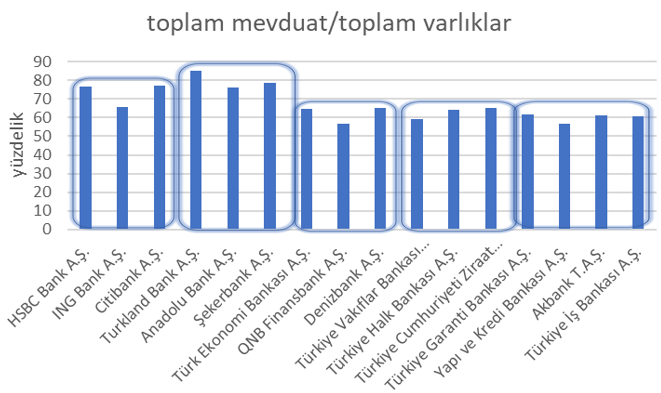 toplam mevduat/toplam varlıklar
yüzdelik
90
80
70
60
50
40
30
20
10
0
HSBC Bank A.Ş.
ING Bank A.Ş.
Citibank A.Ş.
Turkland Bank A.Ş.
Anadolu Bank A.Ş.
Şekerbank A.Ş.
Türk Ekonomi Bankası A.Ş.
QNB Finansbank A.Ş.
Denizbank A.Ş.
Türkiye Vakıflar Bankası…
Türkiye Halk Bankası A.Ş.
Türkiye Cumhuriyeti Ziraat…
Türkiye Garanti Bankası A.Ş.
Yapı ve Kredi Bankası A.Ş.
Akbank T.A.Ş.
Türkiye İş Bankası A.Ş.